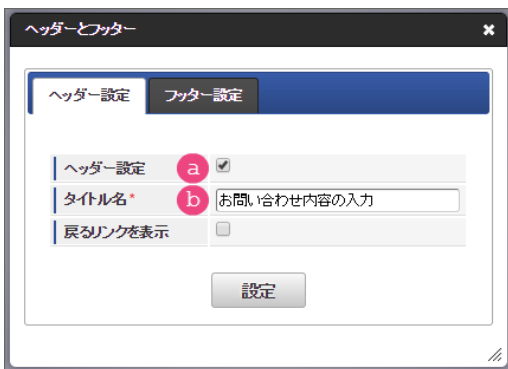 ヘッダーとフッター ×
ヘッダー設定 フッター設定
ヘッダー設定 a
タイトル名* b お問い合わせ内容の入力
戻るリンクを表示
設定